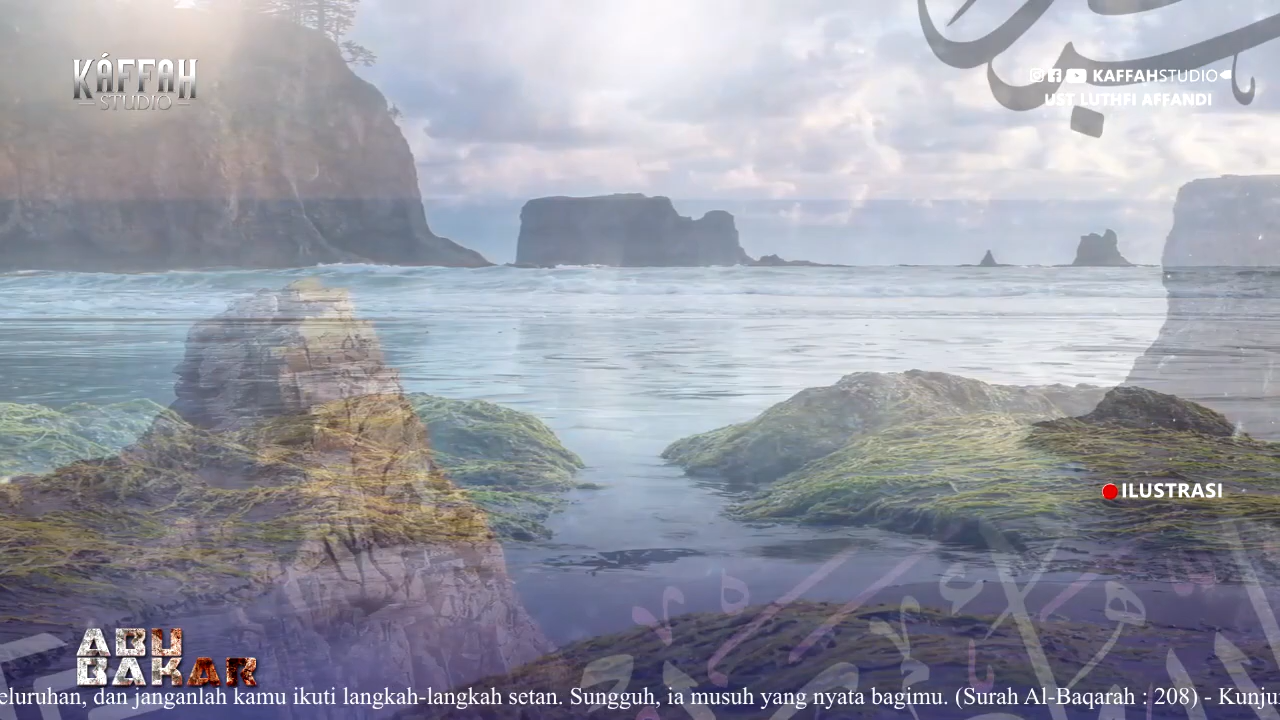 KÁFFAH
STUDIO
KAFFAHSTUDIO
UST LUTHFI AFFANDI
ILUSTRASI
ABU
BAKAR
eluruhan, dan janganlah kamu ikuti langkah-langkah setan. Sungguh, ia musuh yang nyata bagimu. (Surah Al-Baqarah : 208) - Kunju